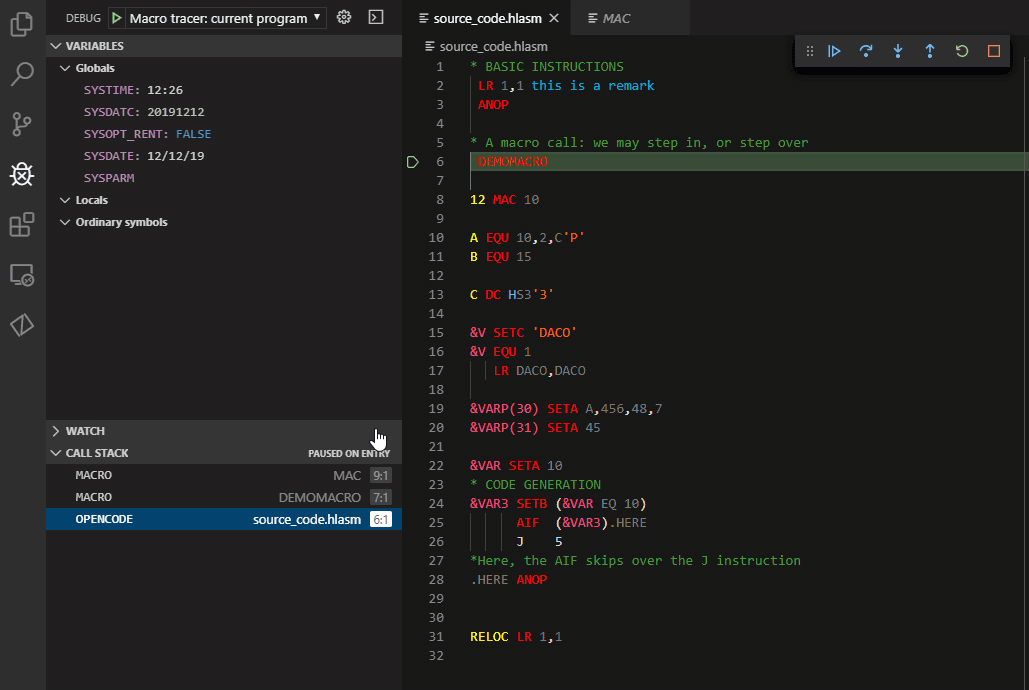 DEBUG Macro tracer: current program
VARIABLES
Globals
SYSTIME: 12:26
SYSDATC: 20191212
SYSOPT_RENT: FALSE
SYSDATE: 12/12/19
SYSPARM
Locals
Ordinary symbols
WATCH
CALL STACK PAUSED ON ENTRY
MACRO MAC 9:1
MACRO DEMOMACRO 7:1
OPENCODE source_code.hlasm 6:1
source_code.hlasm MAC
source_code.hlasm
1 * BASIC INSTRUCTIONS
2 LR 1,1 this is a remark
3 ANOP
4
5 * A macro call: we may step in, or step over
6 DEMOMACRO
7
8 12 MAC 10
9
10 A EQU 10,2,C'P'
11 B EQU 15
12
13 C DC HS3'3'
14
15 &V SETC 'DACO'
16 &V EQU 1
17 LR DACO,DACO
18
19 &VARP(30) SETA A,456,48,7
20 &VARP(31) SETA 45
21
22 &VAR SETA 10
23 * CODE GENERATION
24 &VAR3 SETB (&VAR EQ 10)
25 AIF (&VAR3).HERE
26 J 5
27 *Here, the AIF skips over the J instruction
28 .HERE ANOP
29
30
31 RELOC LR 1,1
32